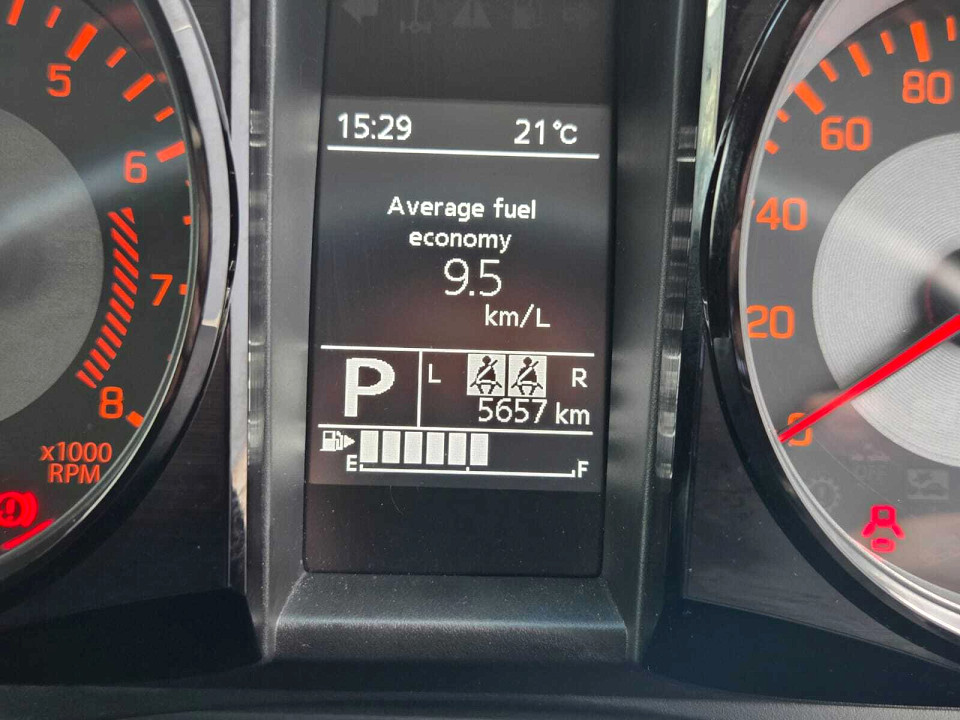 5
6
7
8
x1000
RPM
15:29 21°C
Average fuel
economy
9.5
km/L
P L R
5657 km
E F
80
60
40
20
0